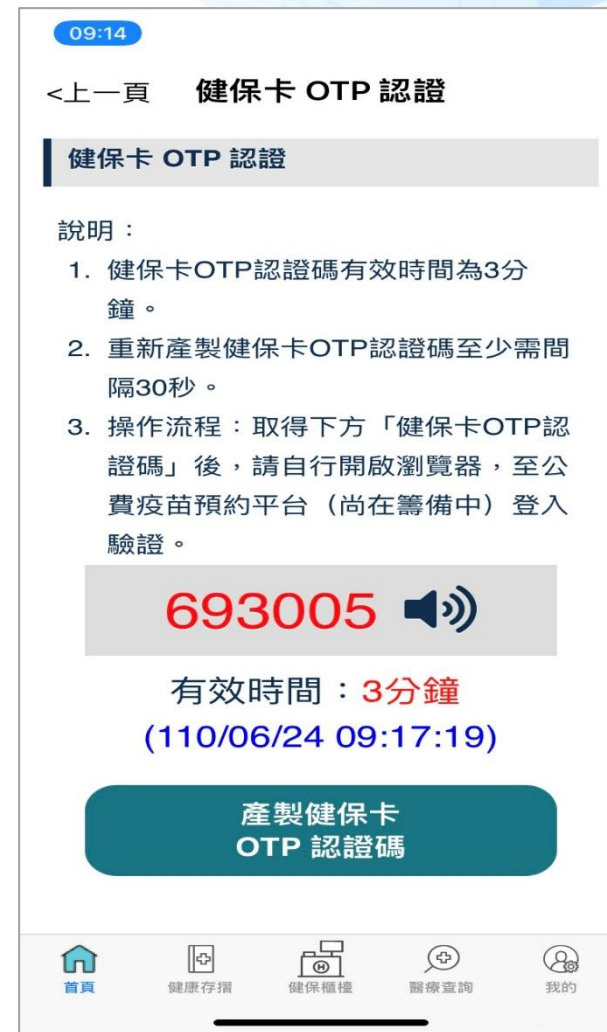 09:14
<上一頁 健保卡 OTP 認證
健保卡 OTP 認證
說明：
1. 健保卡OTP認證碼有效時間為3分
鐘。
2. 重新產製健保卡OTP認證碼至少需間
隔30秒。
3. 操作流程：取得下方「健保卡OTP認
證碼」後，請自行開啟瀏覽器，至公
費疫苗預約平台（尚在籌備中）登入
驗證。
693005
有效時間：3分鐘
(110/06/24 09:17:19)
產製健保卡
OTP 認證碼
首頁 健康存摺 健保櫃檯 醫療查詢 我的